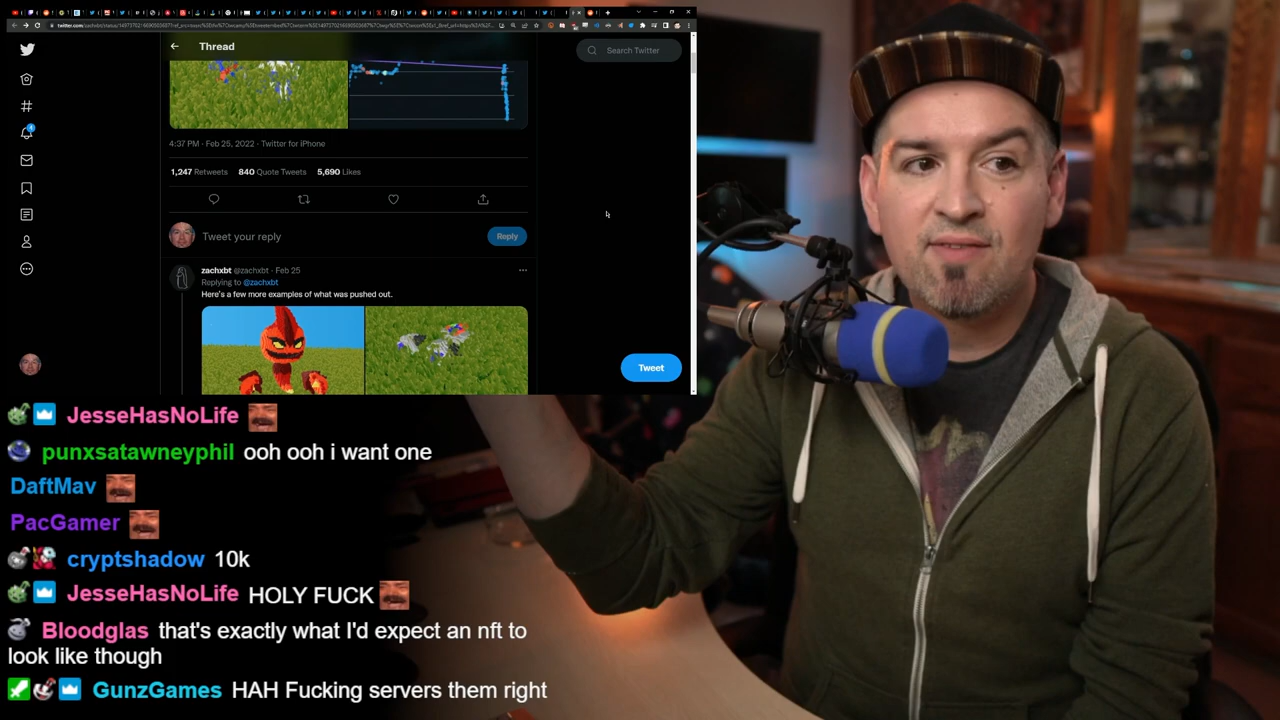 Thread
Search Twitter
4:37 PM · Feb 25, 2022 · Twitter for iPhone
1,247 Retweets 840 Quote Tweets 5,690 Likes
Tweet your reply
Reply
zachxbt @zachxbt · Feb 25
Replying to @zachxbt
Here's a few more examples of what was pushed out.
Tweet
JesseHasNoLife
punxsatawneyphil ooh ooh i want one
DaftMav
PacGamer
cryptshadow 10k
JesseHasNoLife HOLY FUCK
Bloodglas that's exactly what I'd expect an nft to
look like though
GunzGames HAH Fucking servers them right